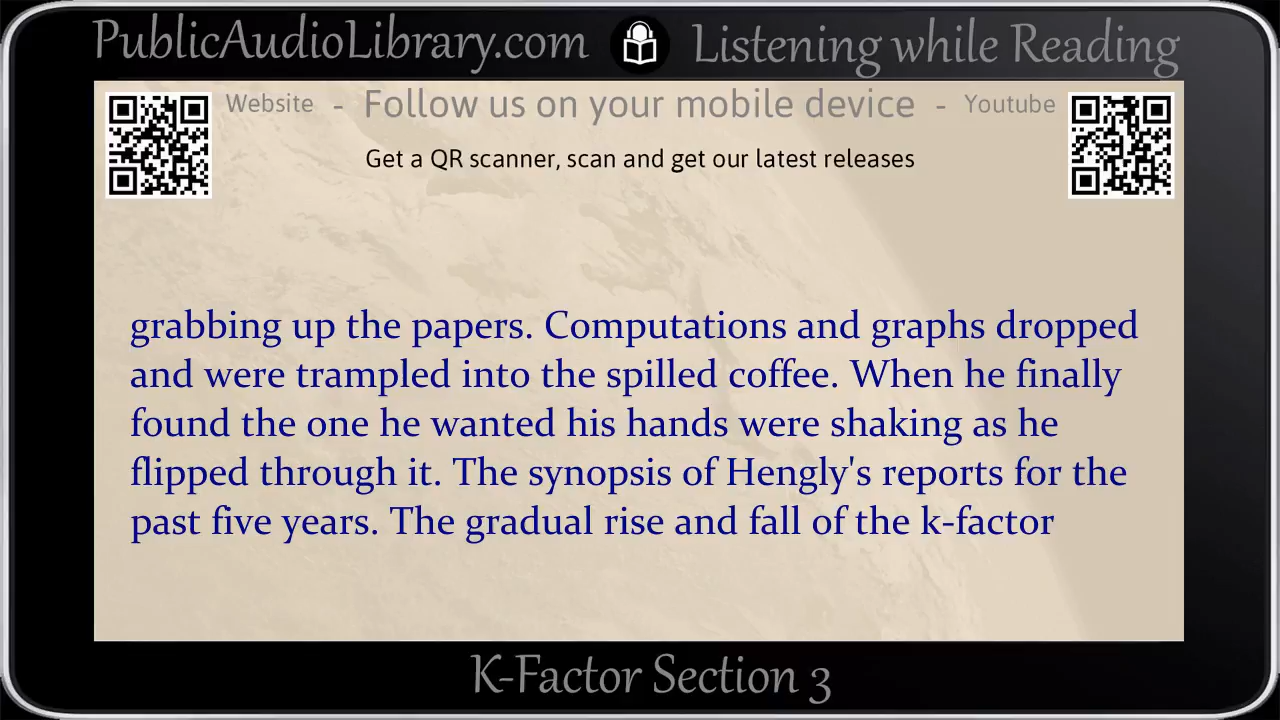 PublicAudioLibrary.com Listening while Reading
Website - Follow us on your mobile device - Youtube
Get a QR scanner, scan and get our latest releases
grabbing up the papers. Computations and graphs dropped
and were trampled into the spilled coffee. When he finally
found the one he wanted his hands were shaking as he
flipped through it. The synopsis of Hengly's reports for the
past five years. The gradual rise and fall of the k-factor
K-Factor Section 3